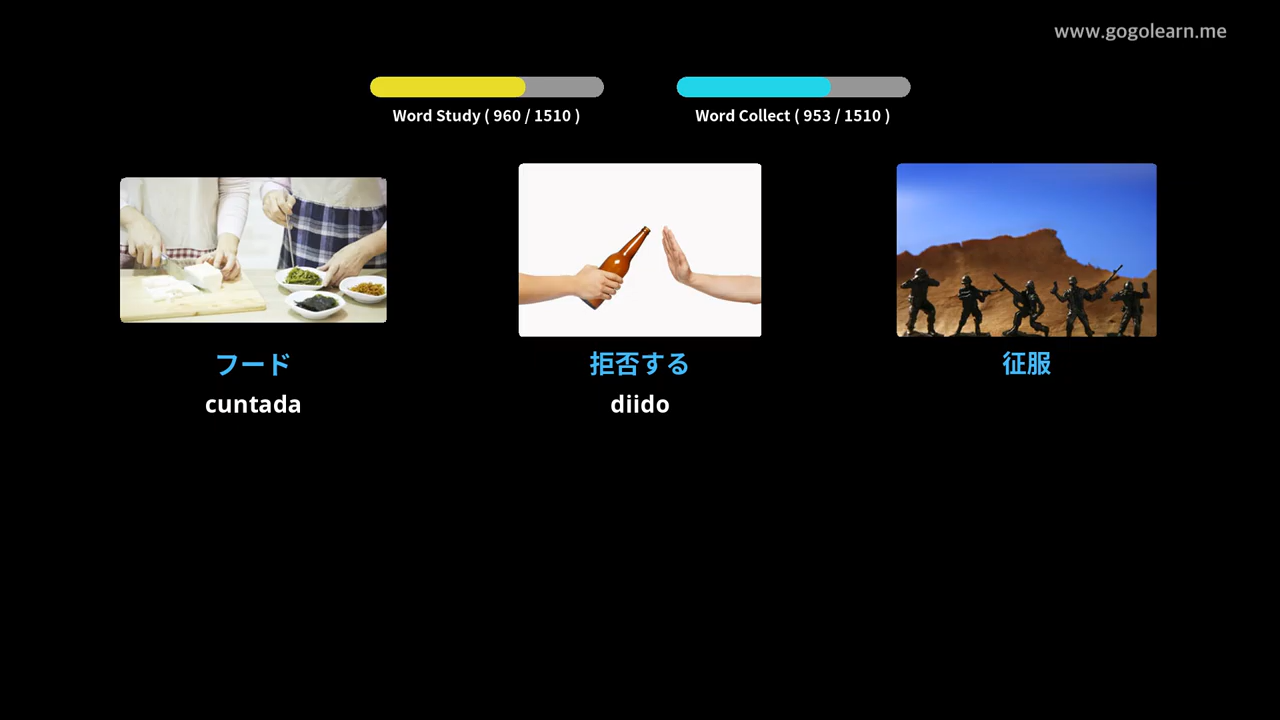 www.gogolearn.me
Word Study ( 960 / 1510 )
Word Collect ( 953 / 1510 )
フード
cuntada
拒否する
diido
征服